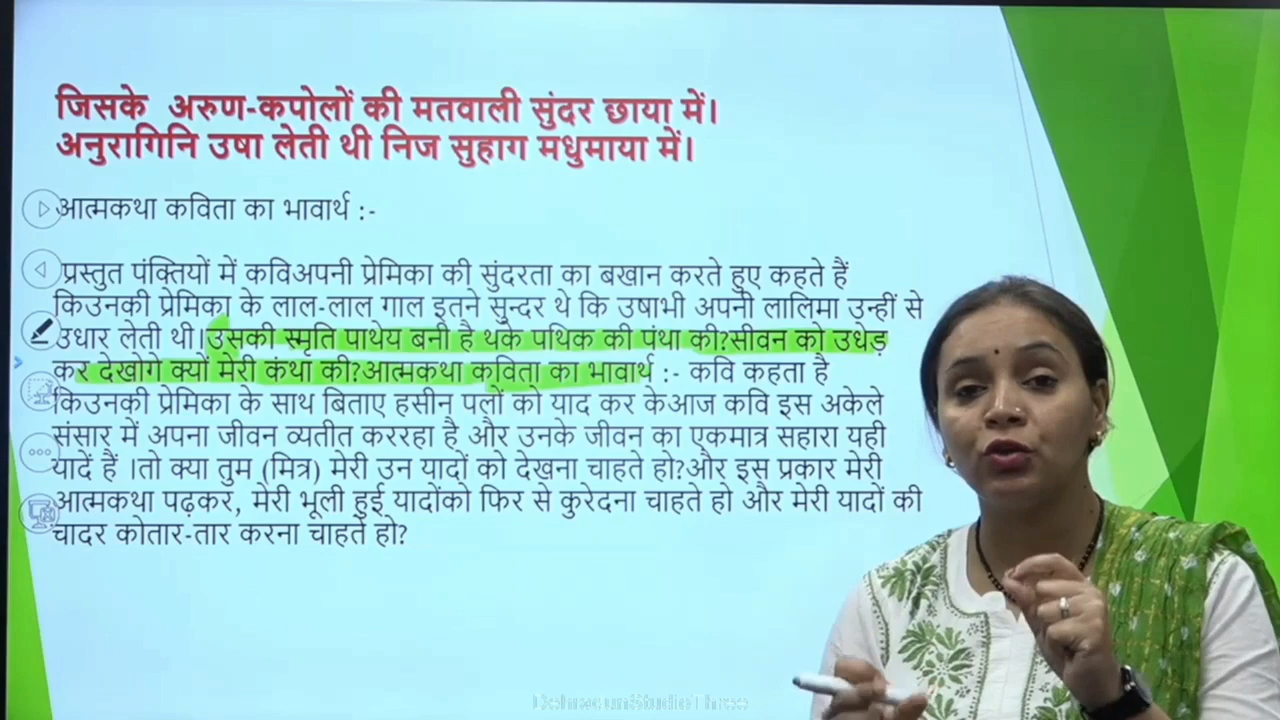 जिसके अरुण-कपोलों की मतवाली सुंदर छाया में।
अनुरागिनि उषा लेती थी निज सुहाग मधुमाया में।
आत्मकथा कविता का भावार्थ :-
प्रस्तुत पंक्तियों में कविअपनी प्रेमिका की सुंदरता का बखान करते हुए कहते हैं
किउनकी प्रेमिका के लाल-लाल गाल इतने सुन्दर थे कि उषाभी अपनी लालिमा उन्हीं से
उधार लेती थी।उसकी स्मृति पाथेय बनी है थके पथिक की पंथा की?सीवन को उधेड़
कर देखोगे क्यों मेरी कंथा की?आत्मकथा कविता का भावार्थ :- कवि कहता है
किउनकी प्रेमिका के साथ बिताए हसीन पलों को याद कर केआज कवि इस अकेले
संसार में अपना जीवन व्यतीत कररहा है और उनके जीवन का एकमात्र सहारा यही
यादें हैं ।तो क्या तुम (मित्र) मेरी उन यादों को देखना चाहते हो?और इस प्रकार मेरी
आत्मकथा पढ़कर, मेरी भूली हुई यादोंको फिर से कुरेदना चाहते हो और मेरी यादों की
चादर कोतार-तार करना चाहते हो?